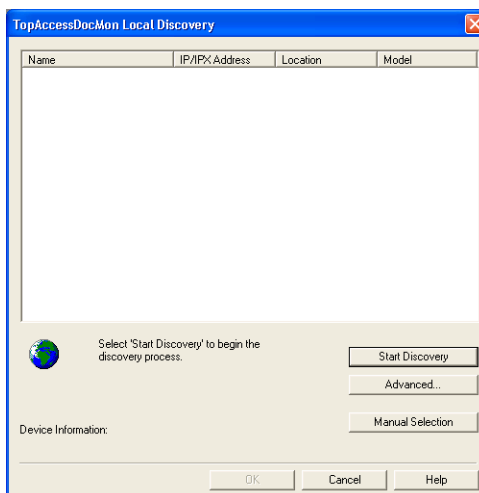 TopAccessDocMon Local Discovery
Name IP/IPX Address Location Model
Select 'Start Discovery' to begin the
discovery process.
Start Discovery
Advanced...
Manual Selection
Device Information:
OK Cancel Help